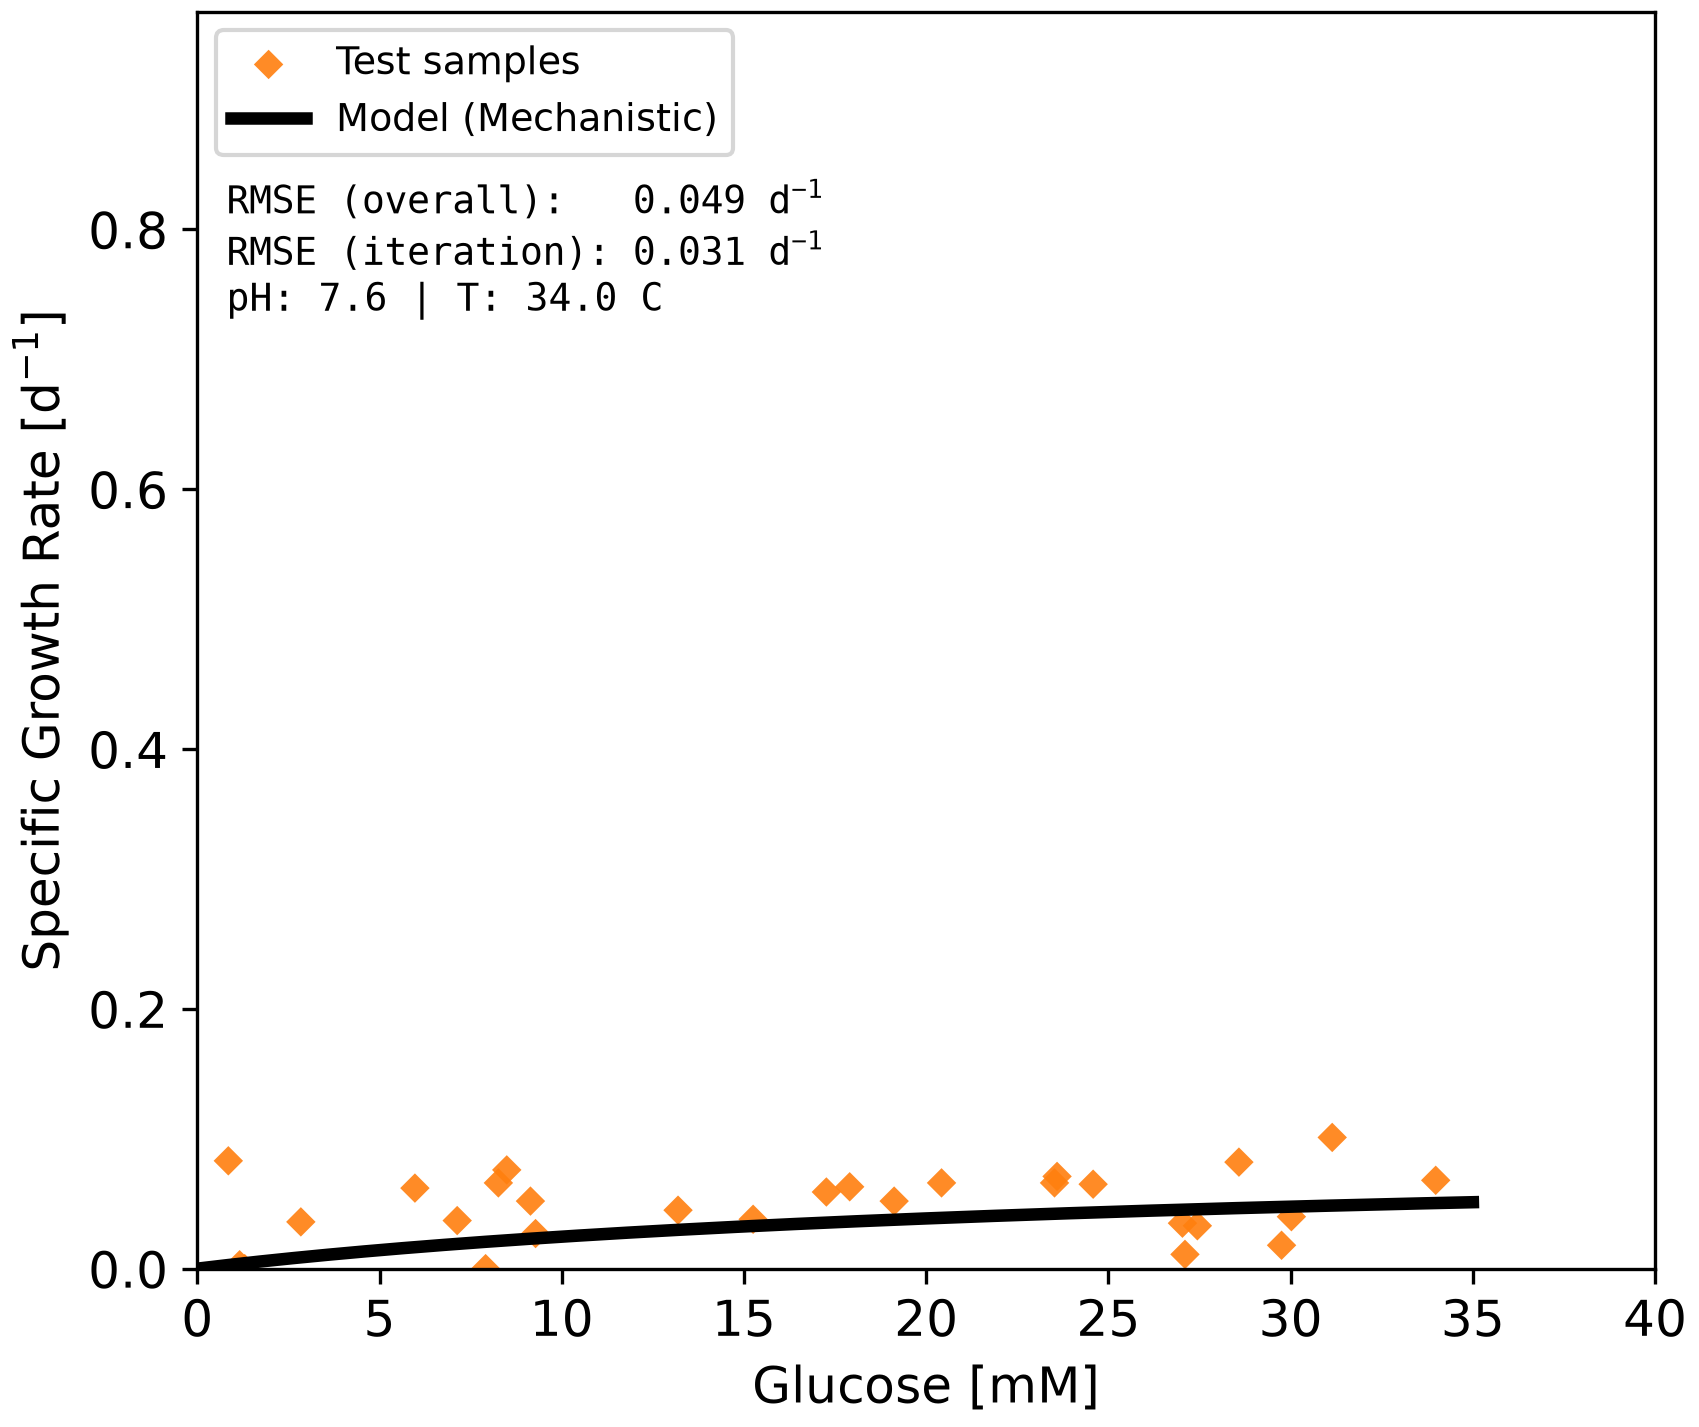 Test samples
Model (Mechanistic)
RMSE (overall): 0.049 d⁻¹
RMSE (iteration): 0.031 d⁻¹
pH: 7.6 | T: 34.0 C
Specific Growth Rate [d⁻¹]
0.8
0.6
0.4
0.2
0.0
0 5 10 15 20 25 30 35 40
Glucose [mM]